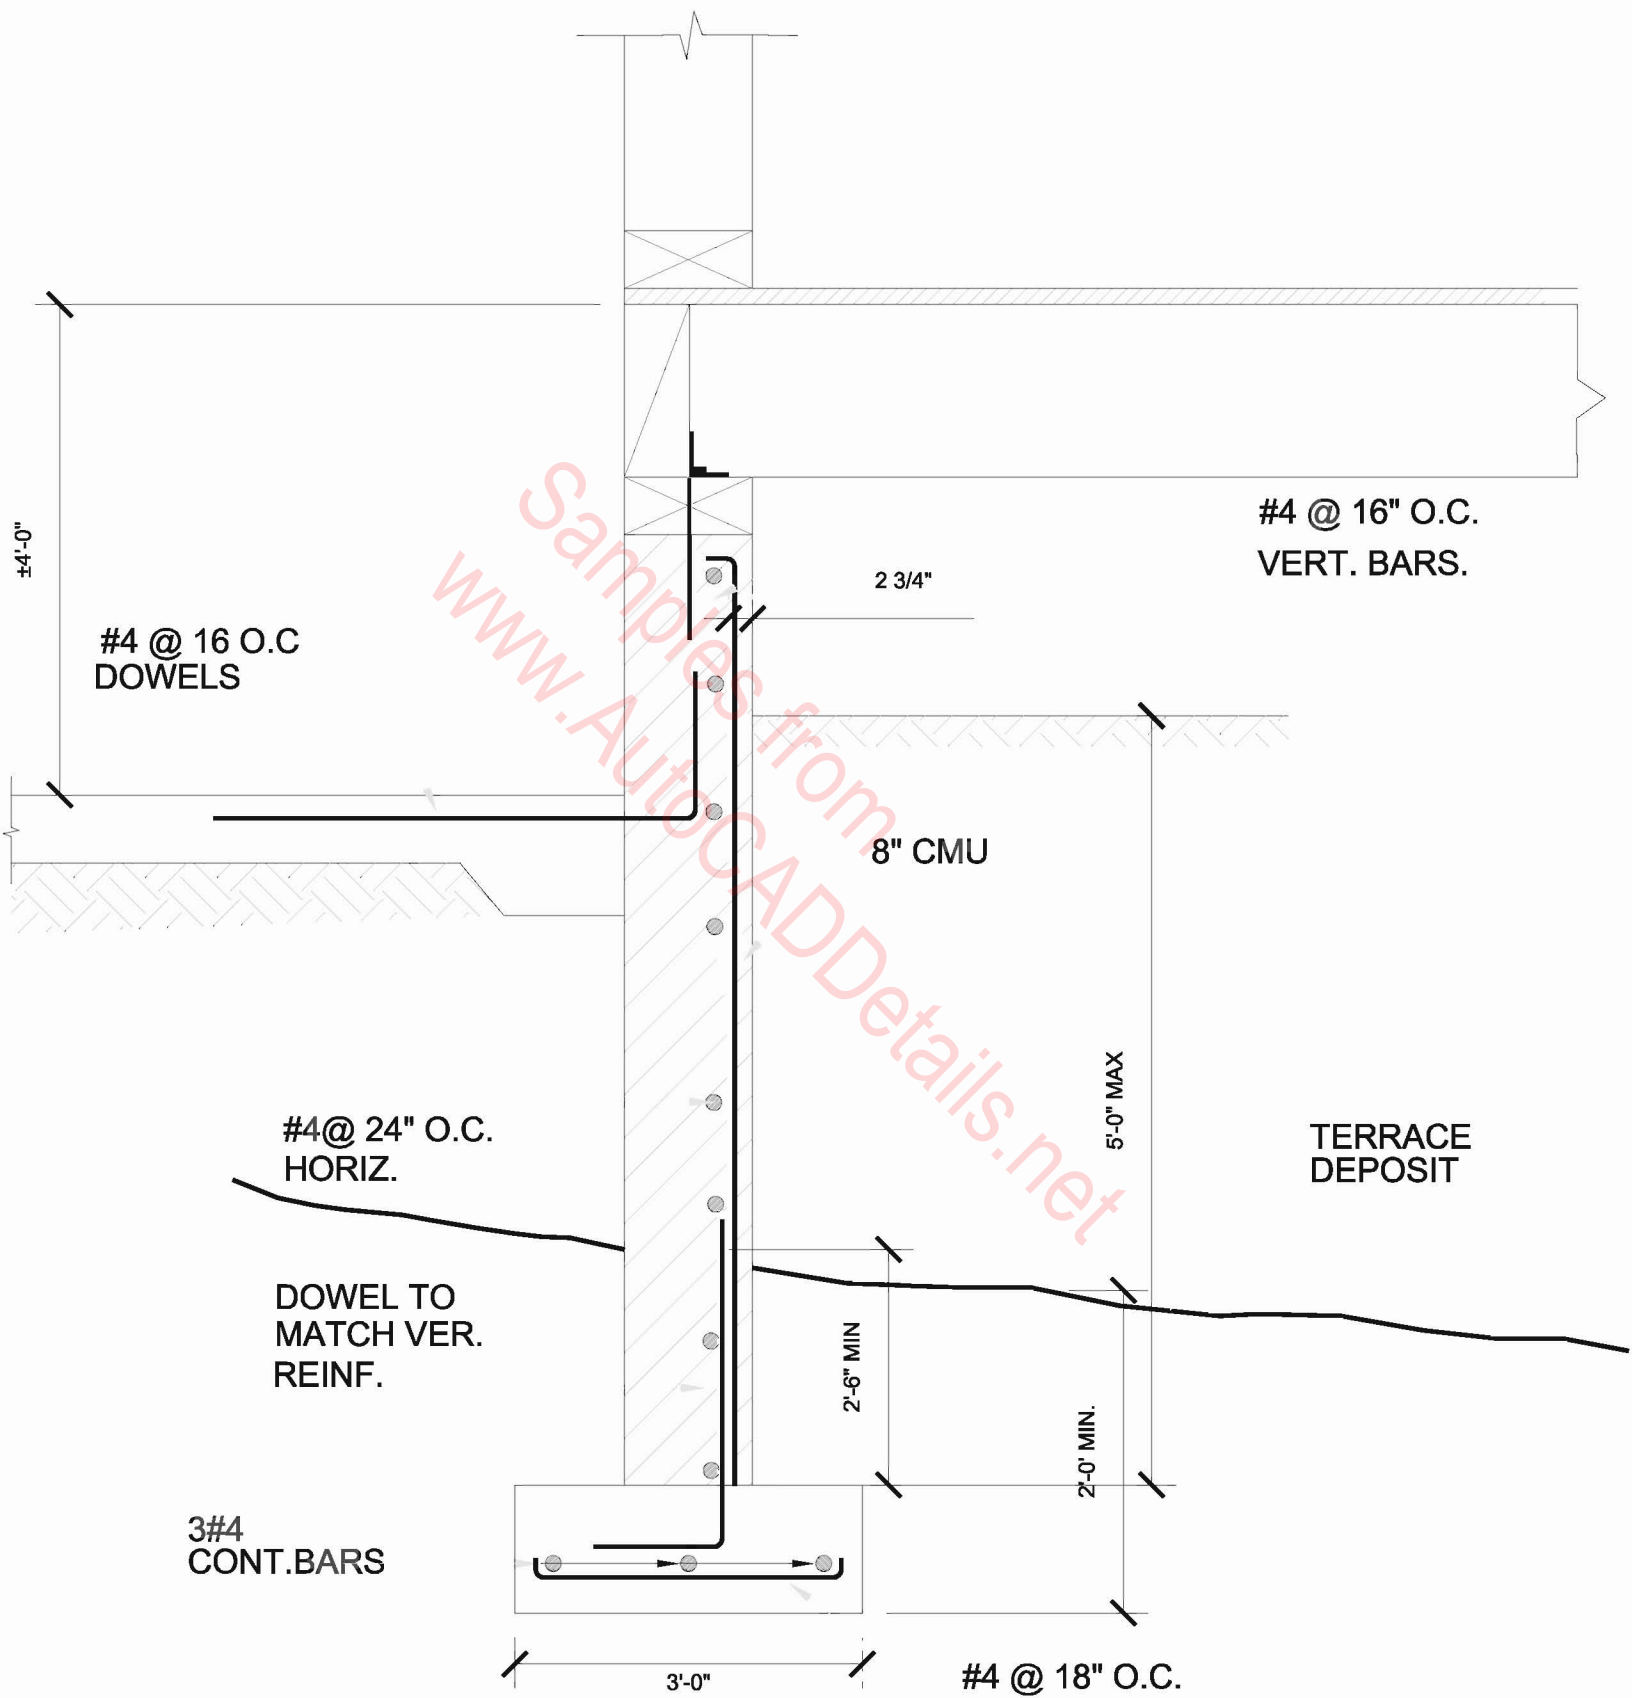 ±4'-0"
#4 @ 16" O.C.
VERT. BARS.
2 3/4"
#4 @ 16 O.C
DOWELS
Samples from
www.AutoCADDetails.net
8" CMU
5'-0" MAX
#4@ 24" O.C.
HORIZ.
TERRACE
DEPOSIT
DOWEL TO
MATCH VER.
REINF.
2'-6" MIN
2'-0' MIN.
3#4
CONT.BARS
3'-0"
#4 @ 18" O.C.